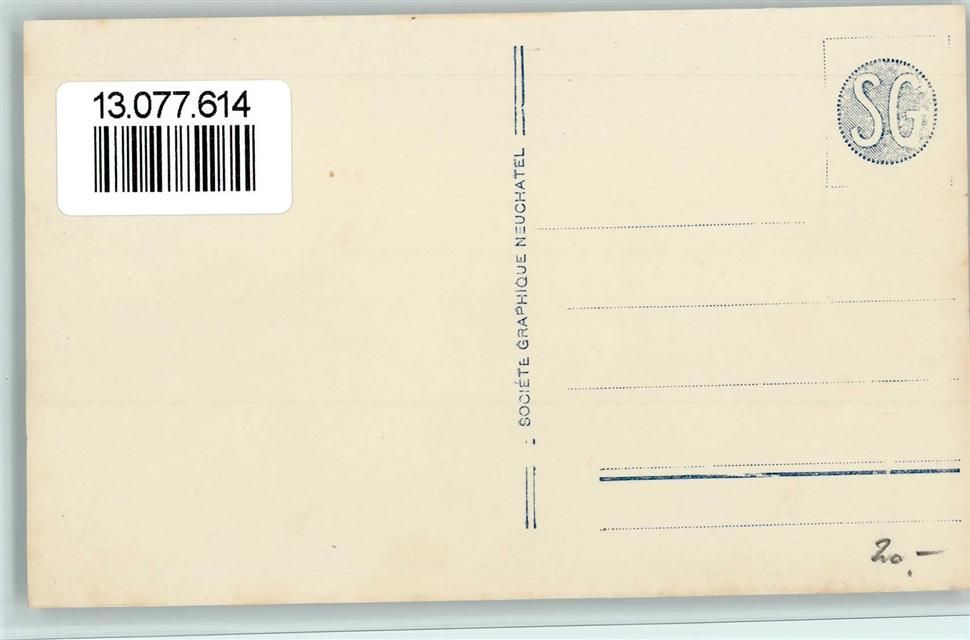 13.077.614
SOCIÉTÉ GRAPHIQUE NEUCHATEL
SG
20.-